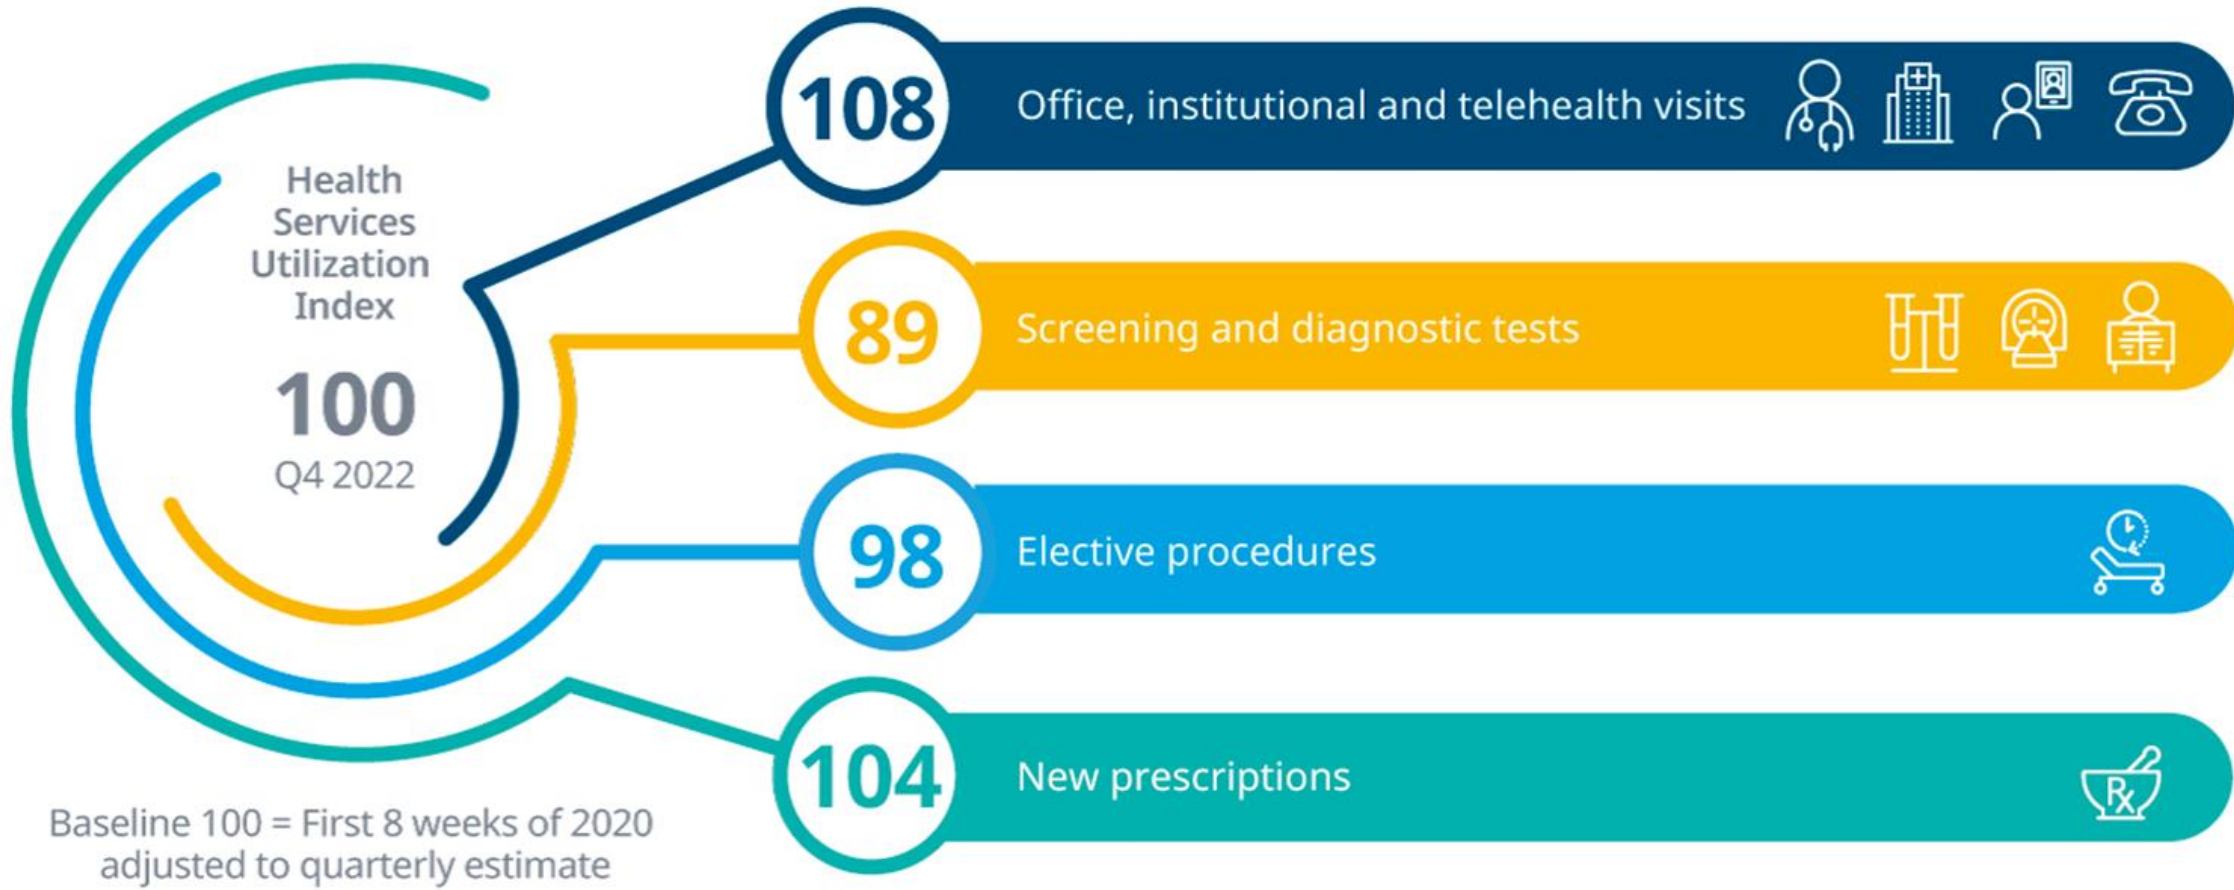 Health
Services
Utilization
Index
100
Q4 2022
Baseline 100 = First 8 weeks of 2020
adjusted to quarterly estimate
108
Office, institutional and telehealth visits
89
Screening and diagnostic tests
98
Elective procedures
104
New prescriptions
Rx